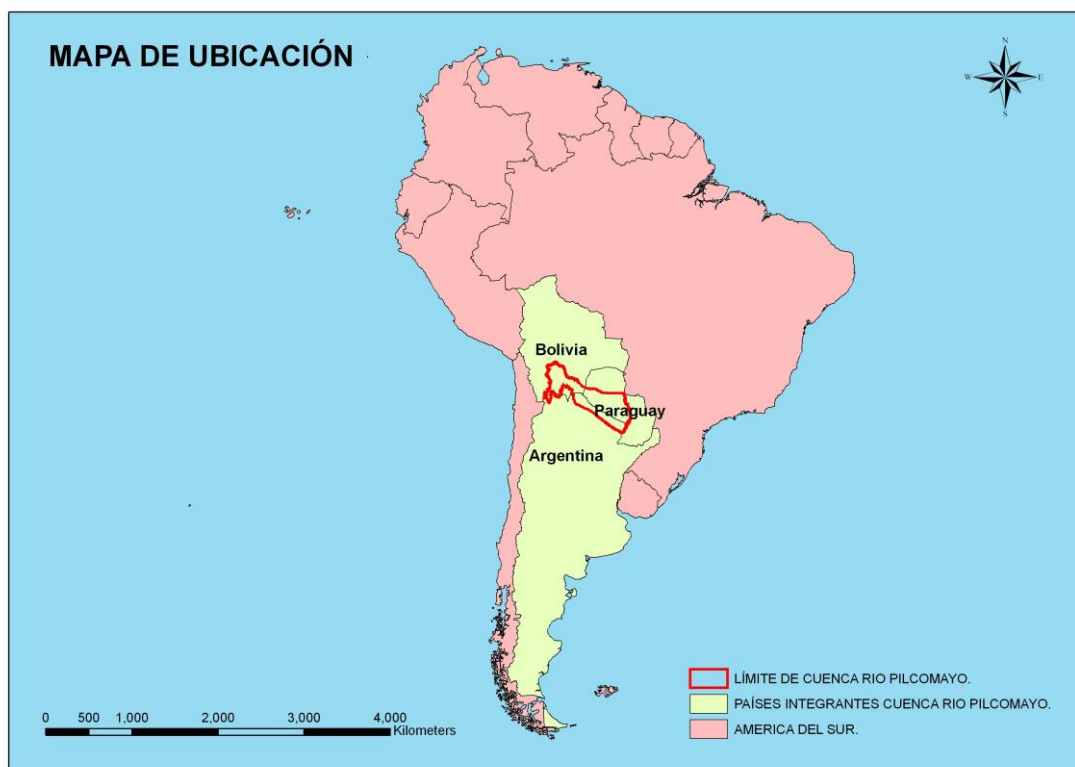 MAPA DE UBICACIÓN
N
W E
S
Bolivia
Paraguay
Argentina
LÍMITE DE CUENCA RIO PILCOMAYO.
PAÍSES INTEGRANTES CUENCA RIO PILCOMAYO.
AMERICA DEL SUR.
0 500 1,000 2,000 3,000 4,000
Kilometers